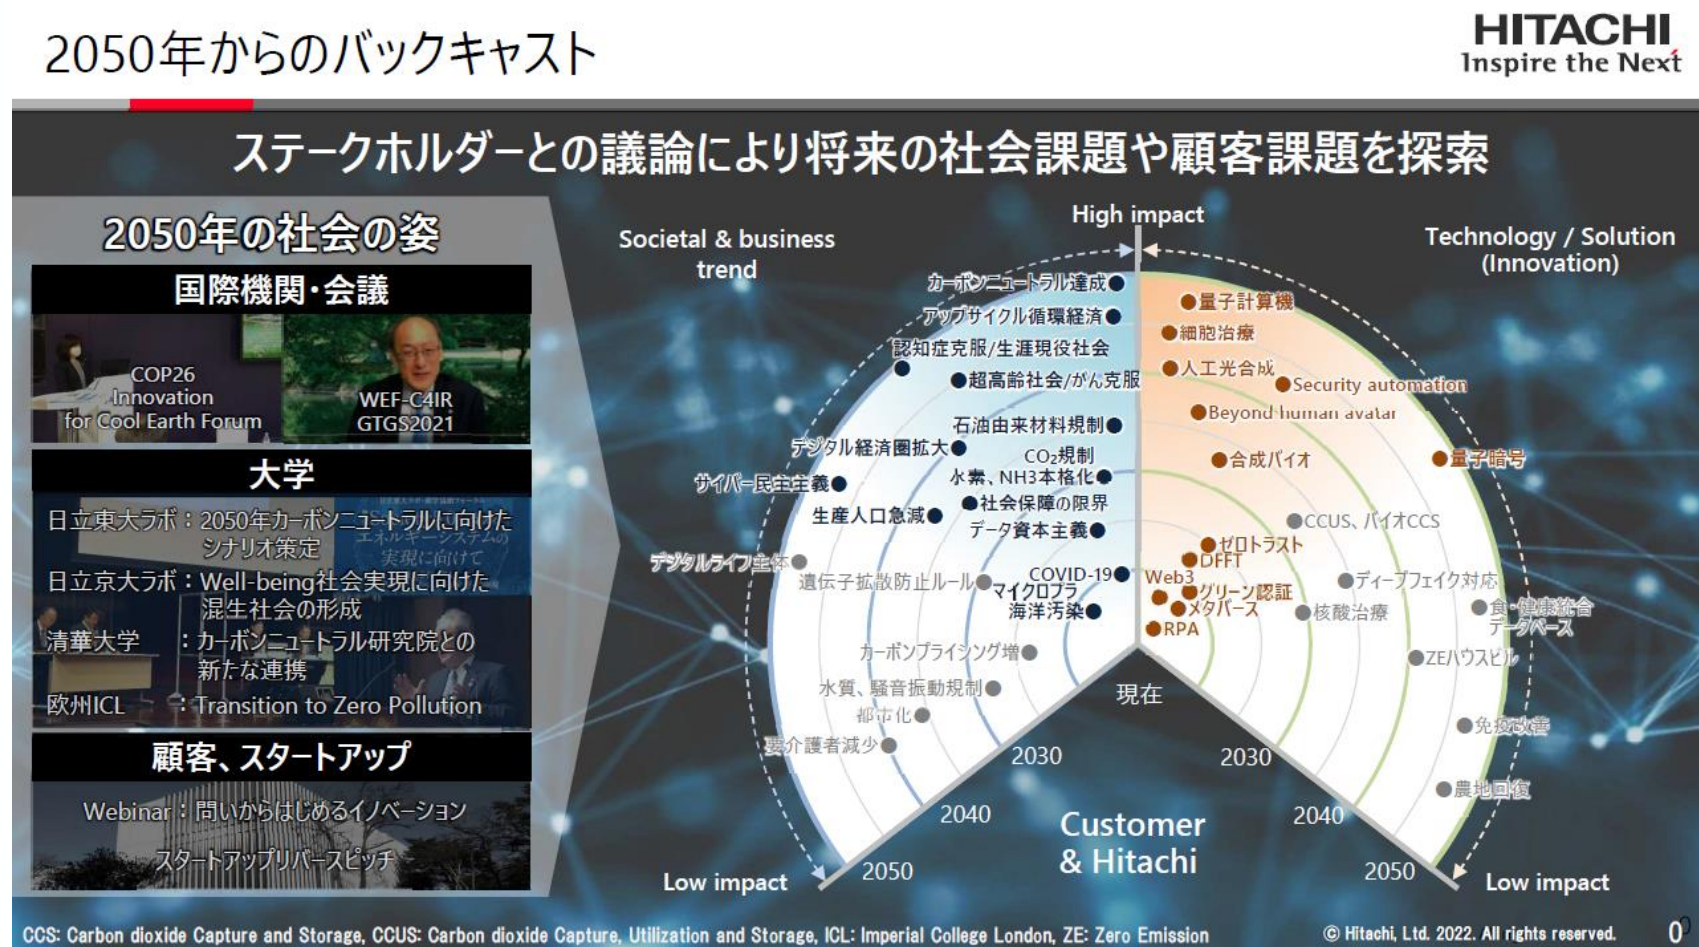 2050年からのバックキャスト
HITACHI
Inspire the Next
ステークホルダーとの議論により将来の社会課題や顧客課題を探索
2050年の社会の姿
国際機関・会議
COP26
Innovation
for Cool Earth Forum
WEF-C4IR
GTGS2021
大学
日立東大ラボ：2050年カーボンニュートラルに向けた
シナリオ策定
日立京大ラボ：Well-being社会実現に向けた
混生社会の形成
清華大学　：カーボンニュートラル研究院との
新たな連携
欧州ICL　：Transition to Zero Pollution
顧客、スタートアップ
Webinar：問いからはじめるイノベーション
スタートアップリバースピッチ
Societal & business
trend
High impact
Technology / Solution
(Innovation)
カーボンニュートラル達成
アップサイクル循環経済
認知症克服/生涯現役社会
超高齢社会/がん克服
石油由来材料規制
デジタル経済圏拡大
CO₂規制
水素、NH3本格化
サイバー民主主義
社会保障の限界
生産人口急減
データ資本主義
デジタルライフ主体
遺伝子拡散防止ルール
COVID-19
マイクロプラ
海洋汚染
カーボンプライシング増
水質、騒音振動規制
都市化
要介護者減少
量子計算機
細胞治療
人工光合成
Security automation
Beyond human avatar
合成バイオ
量子暗号
CCUS、バイオCCS
ゼロトラスト
DFFT
Web3
グリーン認証
メタバース
RPA
ディープフェイク対応
核酸治療
食・健康統合
データベース
ZEハウスビル
免疫改善
農地回復
現在
2030
2040
2050
2030
2040
2050
Customer
& Hitachi
Low impact
Low impact
CCS: Carbon dioxide Capture and Storage, CCUS: Carbon dioxide Capture, Utilization and Storage, ICL: Imperial College London, ZE: Zero Emission
© Hitachi, Ltd. 2022. All rights reserved.
0